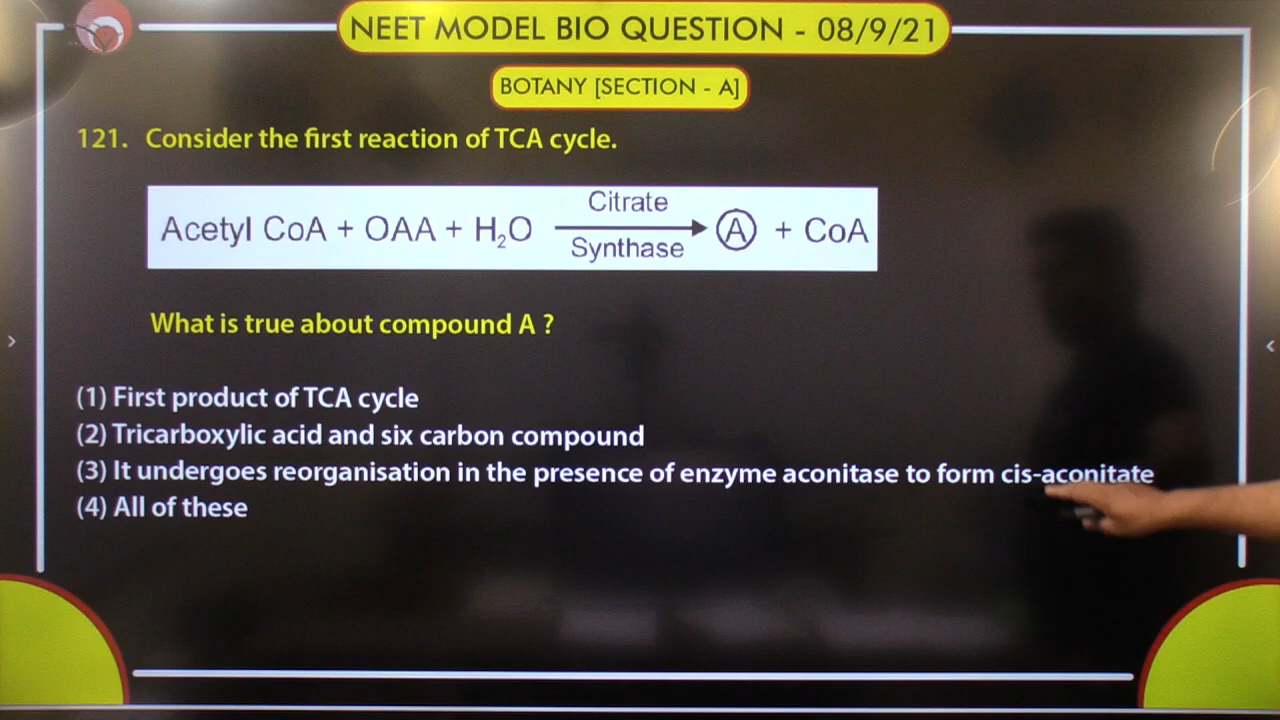 NEET MODEL BIO QUESTION - 08/9/21
BOTANY [SECTION - A]
121. Consider the first reaction of TCA cycle.
Citrate
Acetyl CoA + OAA + H₂O → Ⓐ + CoA
Synthase
What is true about compound A ?
(1) First product of TCA cycle
(2) Tricarboxylic acid and six carbon compound
(3) It undergoes reorganisation in the presence of enzyme aconitase to form cis-aconitate
(4) All of these